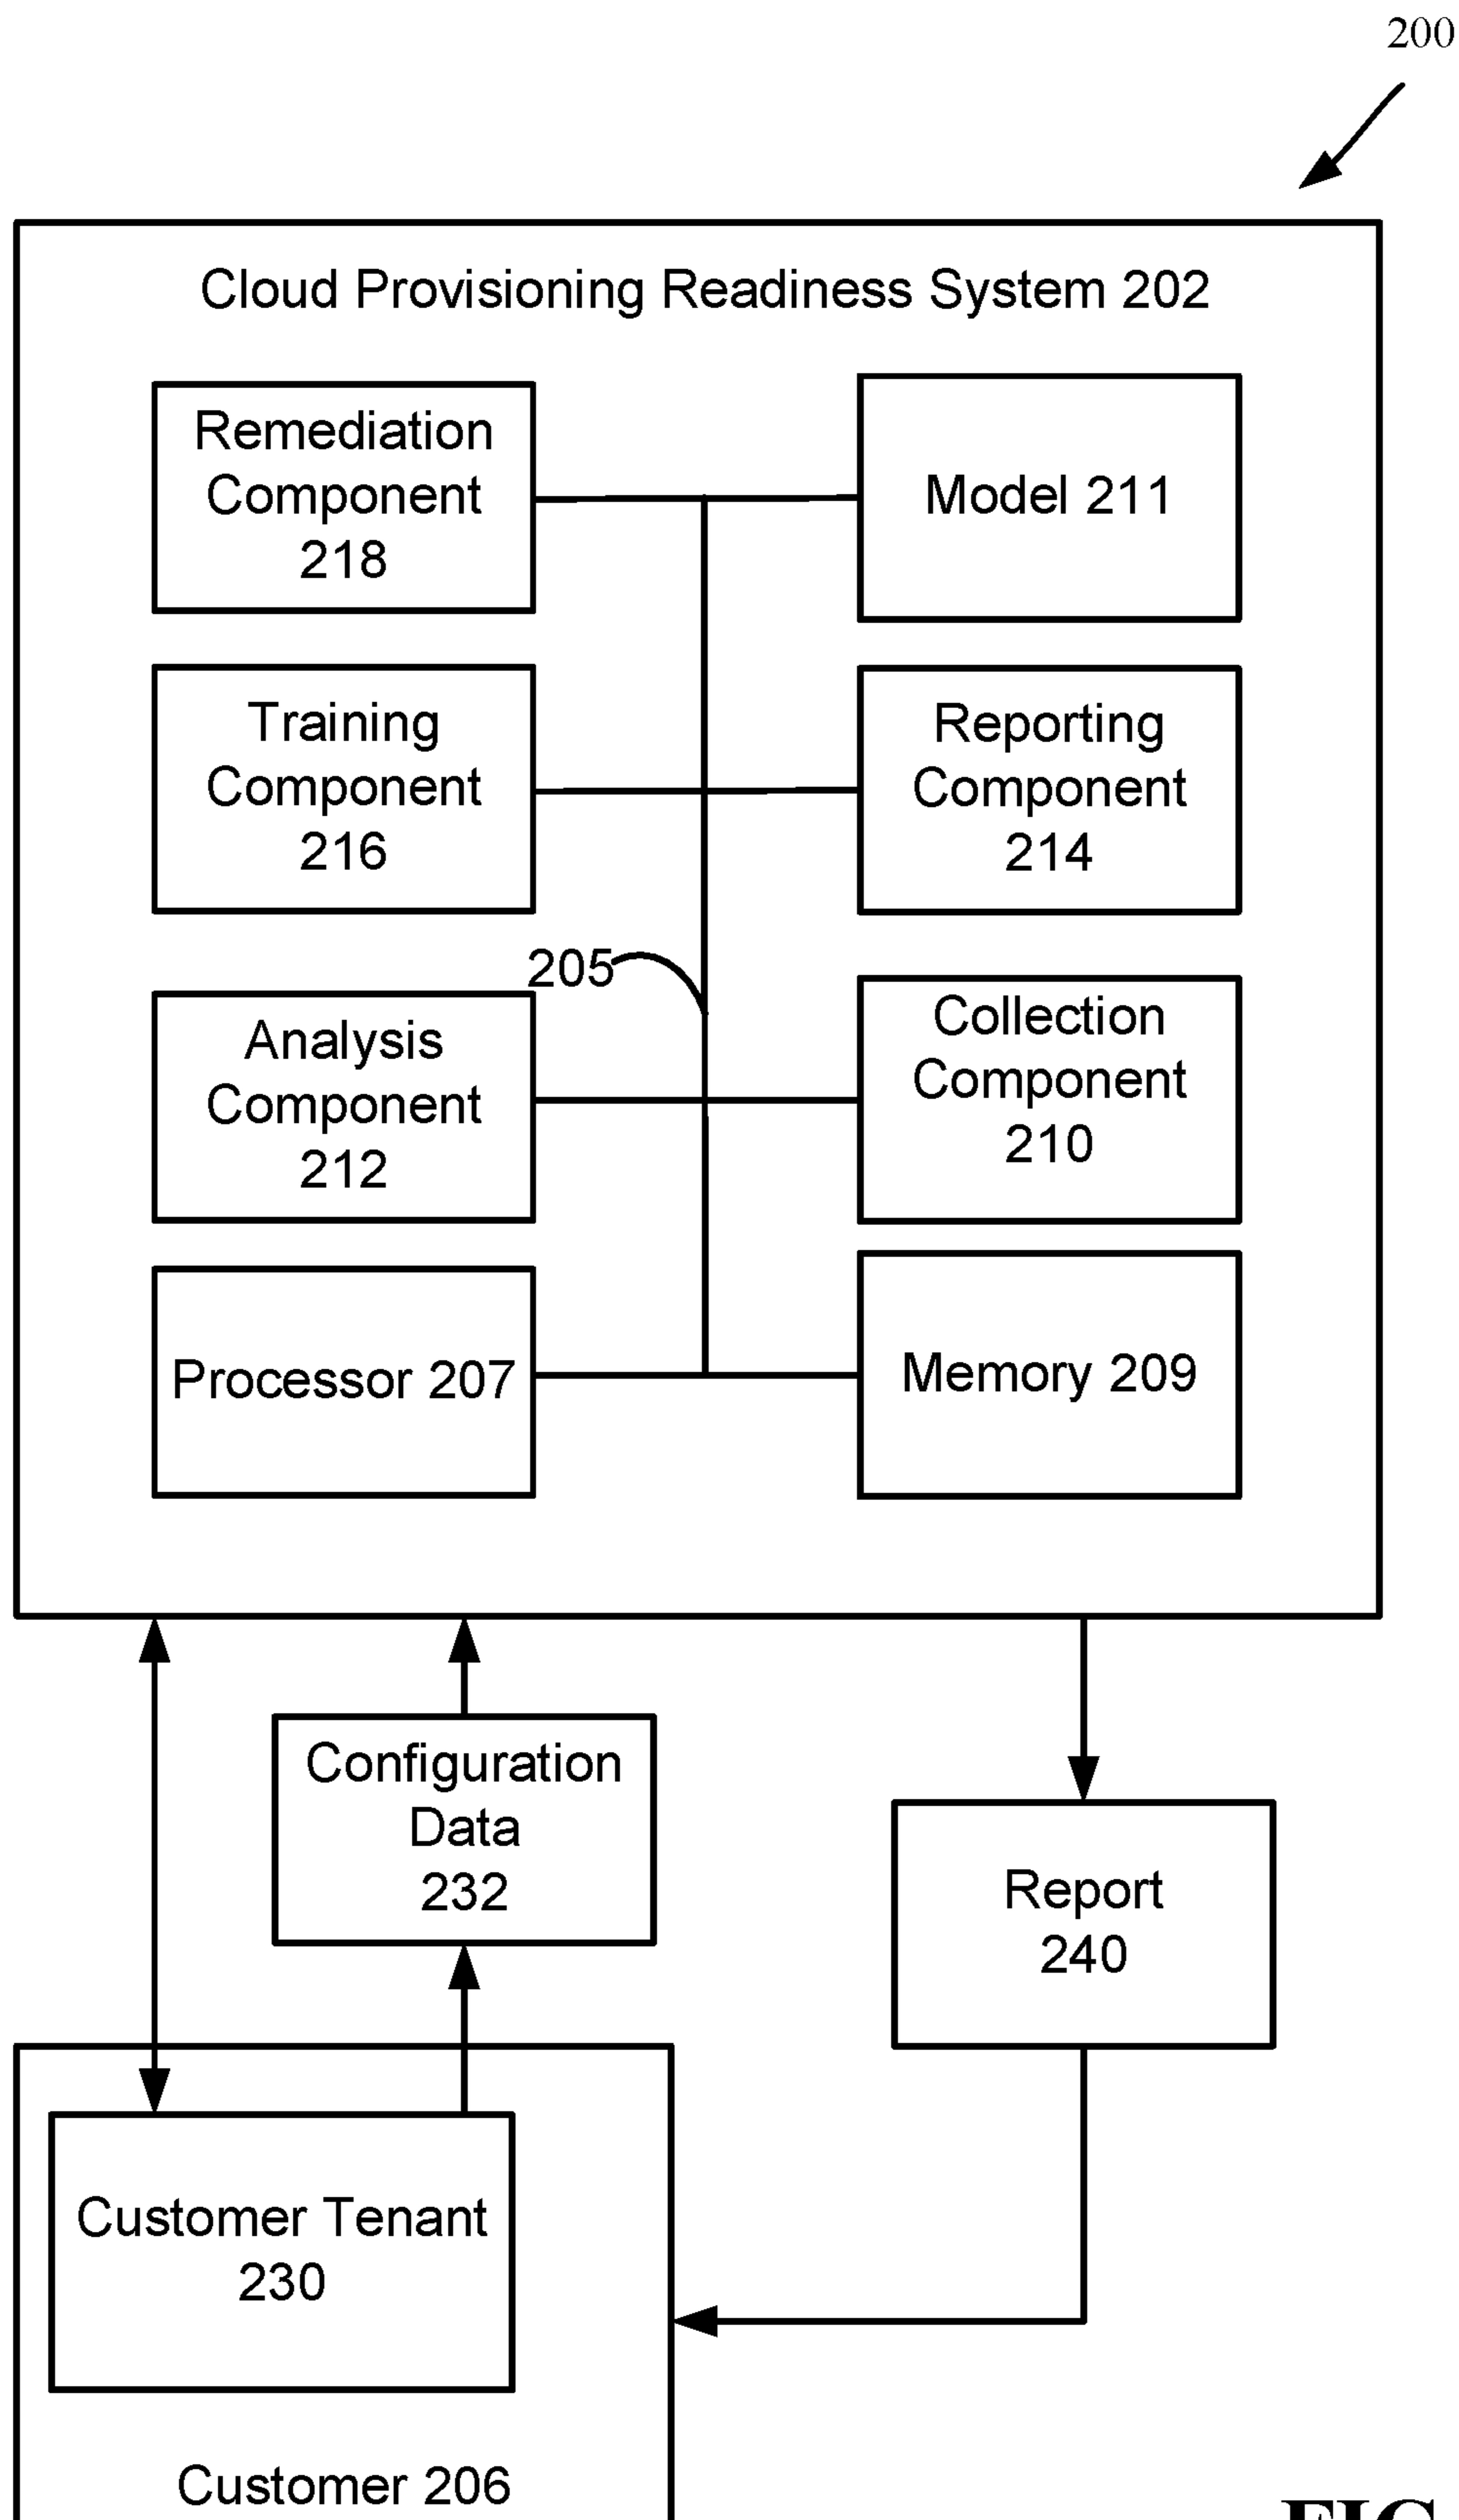 200
Cloud Provisioning Readiness System 202
Remediation
Component
218
Model 211
Training
Component
216
Reporting
Component
214
205
Analysis
Component
212
Collection
Component
210
Processor 207
Memory 209
Configuration
Data
232
Report
240
Customer Tenant
230
Customer 206
FIG